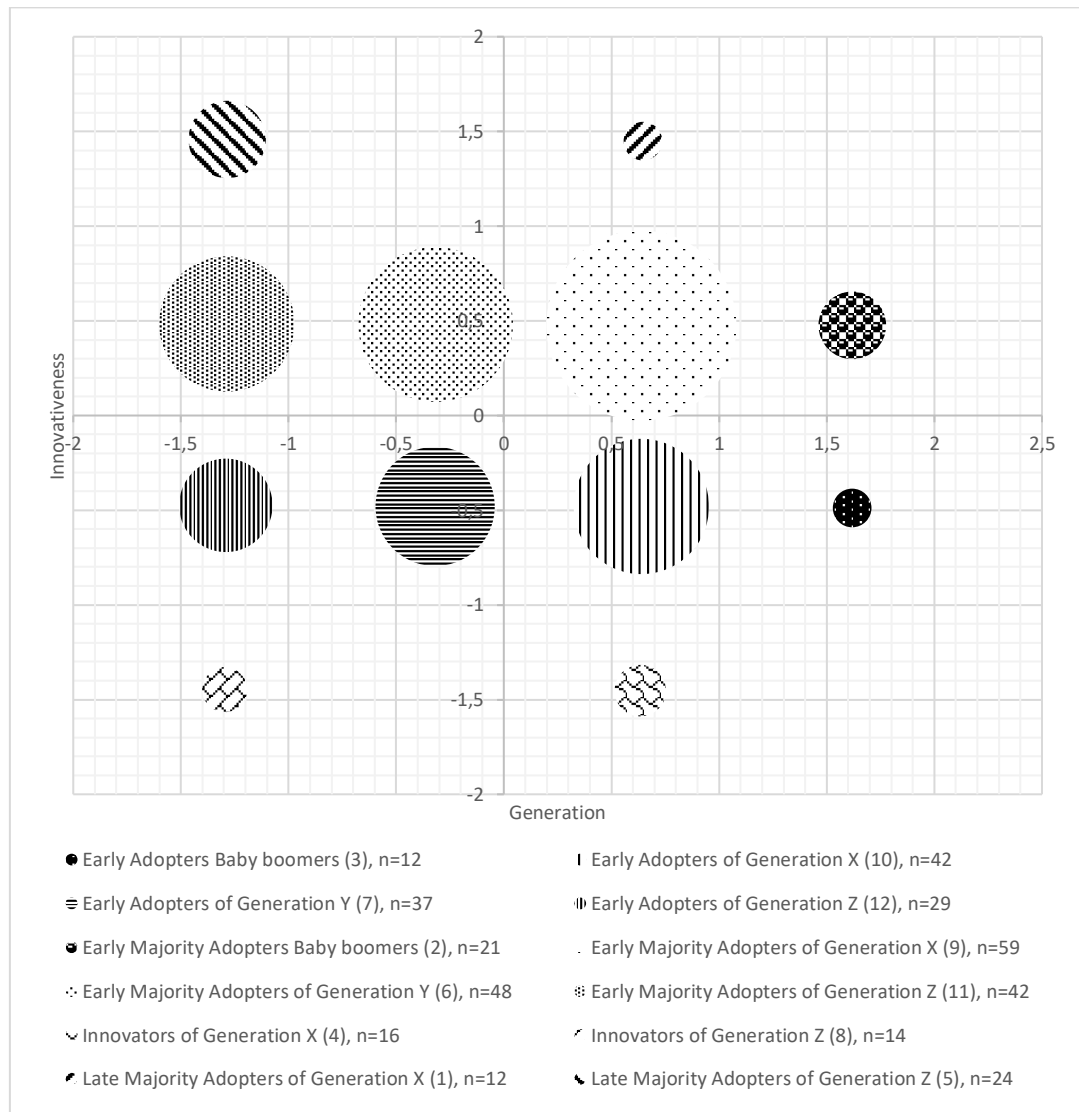 2
1,5
1
0,5
0
-2
-1,5
-1
-0,5
0
0,5
1
1,5
2
2,5
0,5
-1
-1,5
-2
Innovativeness
Generation
Early Adopters Baby boomers (3), n=12
Early Adopters of Generation X (10), n=42
Early Adopters of Generation Y (7), n=37
Early Adopters of Generation Z (12), n=29
Early Majority Adopters Baby boomers (2), n=21
Early Majority Adopters of Generation X (9), n=59
Early Majority Adopters of Generation Y (6), n=48
Early Majority Adopters of Generation Z (11), n=42
Innovators of Generation X (4), n=16
Innovators of Generation Z (8), n=14
Late Majority Adopters of Generation X (1), n=12
Late Majority Adopters of Generation Z (5), n=24